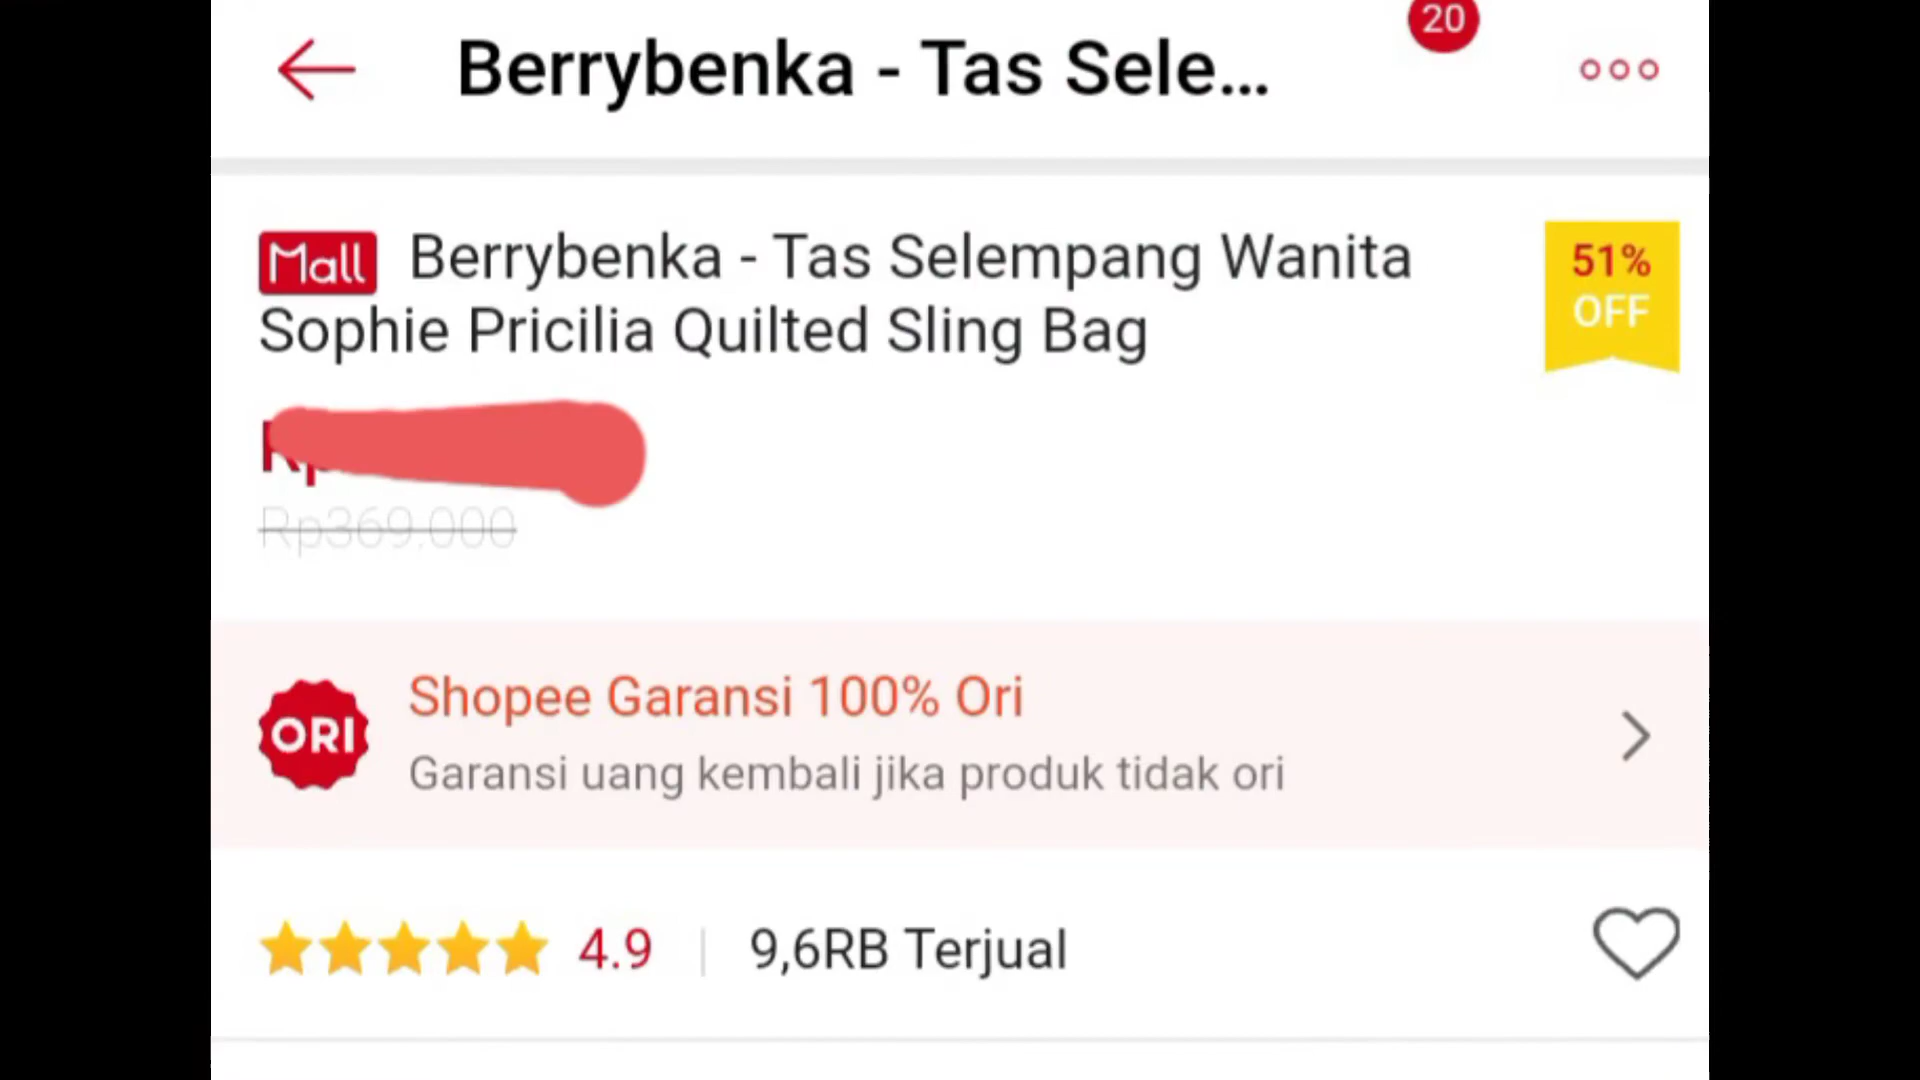 20
Berrybenka - Tas Sele...
Mall Berrybenka - Tas Selempang Wanita
Sophie Pricilia Quilted Sling Bag
51%
OFF
Rp
Rp369.000
ORI
Shopee Garansi 100% Ori
Garansi uang kembali jika produk tidak ori
4.9 | 9,6RB Terjual